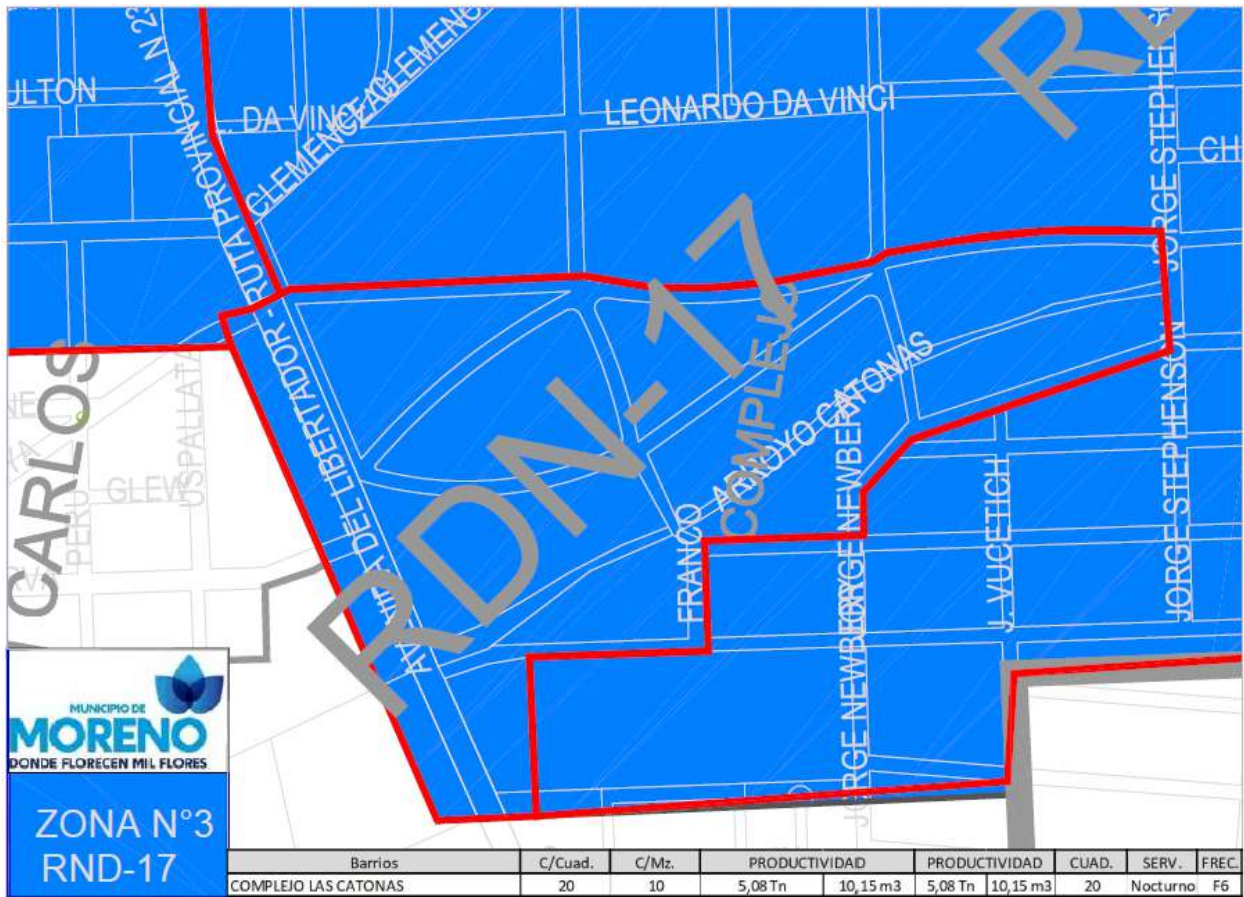 JULTON
DA VINCI
CLEMENCEAU
CLEMENC
LEONARDO DA VINCI
JORGE STEPHENSON
CH
AVENIDA DEL LIBERTADOR - RUTA PROVINCIAL N 23
RDN-17
COMPLEJO
ARROYO CATONAS
CARLOS
USPALLATA
GLEW
PERU
FRANCO
JORGE NEWBERY
JORGE NEWBERY
J. VUCETICH
JORGE STEPHENSON
MUNICIPIO DE
MORENO
DONDE FLORECEN MIL FLORES
ZONA N°3
RND-17
Barrios C/Cuad. C/Mz. PRODUCTIVIDAD PRODUCTIVIDAD CUAD. SERV. FREC.
COMPLEJO LAS CATONAS 20 10 5,08 Tn 10,15 m3 5,08 Tn 10,15 m3 20 Nocturno F6